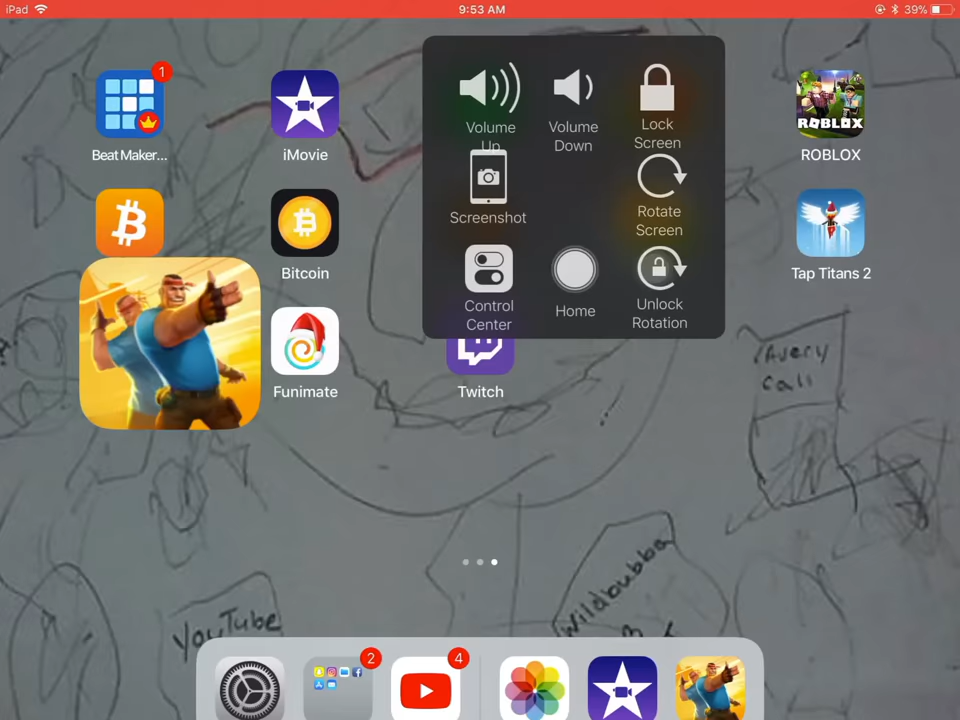 iPad
9:53 AM
39%
1
Beat Maker...
iMovie
ROBLOX
ROBLOX
Bitcoin
Tap Titans 2
Funimate
Twitch
Volume Up
Volume Down
Lock Screen
Screenshot
Rotate Screen
Control Center
Home
Unlock Rotation
Avery
Call
Wildbubba
YouTube
2
4